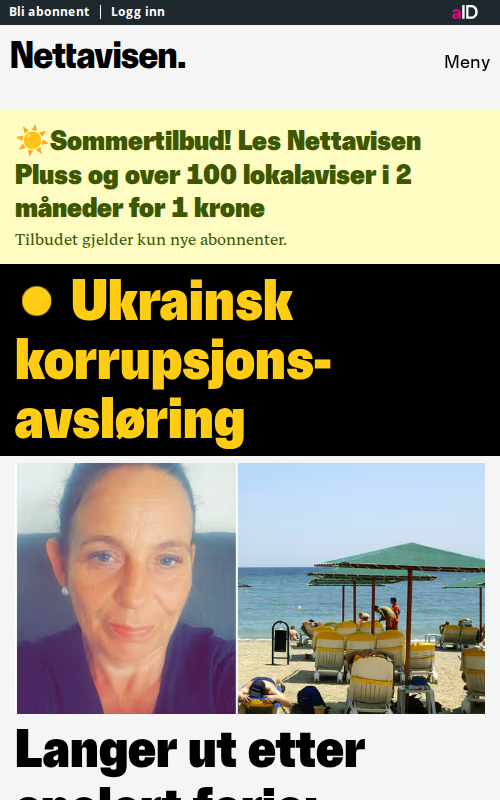 Bli abonnent | Logg inn
aID
Nettavisen.
Meny
Sommertilbud! Les Nettavisen
Pluss og over 100 lokalaviser i 2
måneder for 1 krone
Tilbudet gjelder kun nye abonnenter.
Ukrainsk
korrupsjons-
avsløring
Langer ut etter